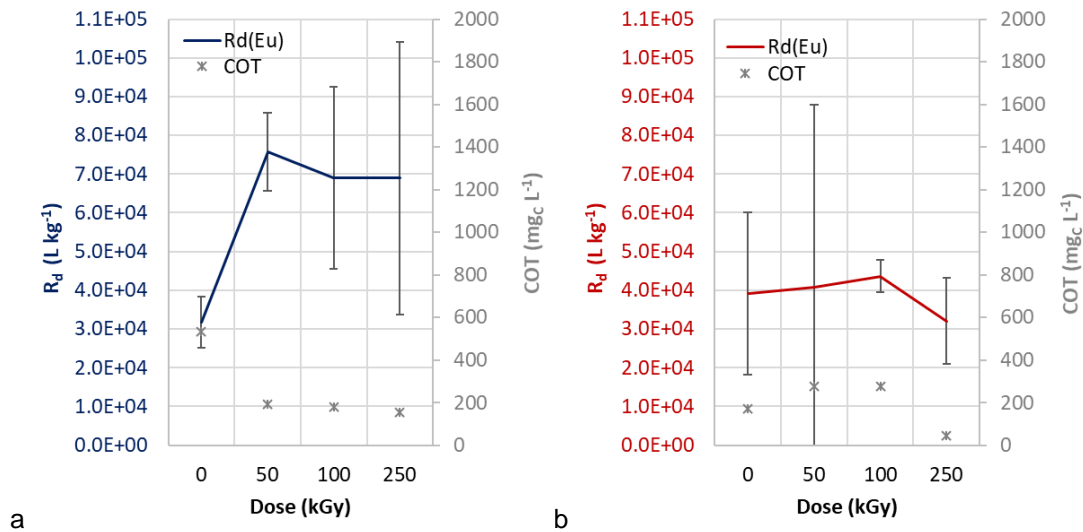 Rd(Eu)
COT
1.1E+05
1.0E+05
9.0E+04
8.0E+04
7.0E+04
6.0E+04
5.0E+04
4.0E+04
3.0E+04
2.0E+04
1.0E+04
0.0E+00
R_d (L kg⁻¹)
2000
1800
1600
1400
1200
1000
800
600
400
200
0
COT (mg_C L⁻¹)
0 50 100 250
Dose (kGy)
a
Rd(Eu)
COT
1.1E+05
1.0E+05
9.0E+04
8.0E+04
7.0E+04
6.0E+04
5.0E+04
4.0E+04
3.0E+04
2.0E+04
1.0E+04
0.0E+00
R_d (L kg⁻¹)
2000
1800
1600
1400
1200
1000
800
600
400
200
0
COT (mg_C L⁻¹)
0 50 100 250
Dose (kGy)
b